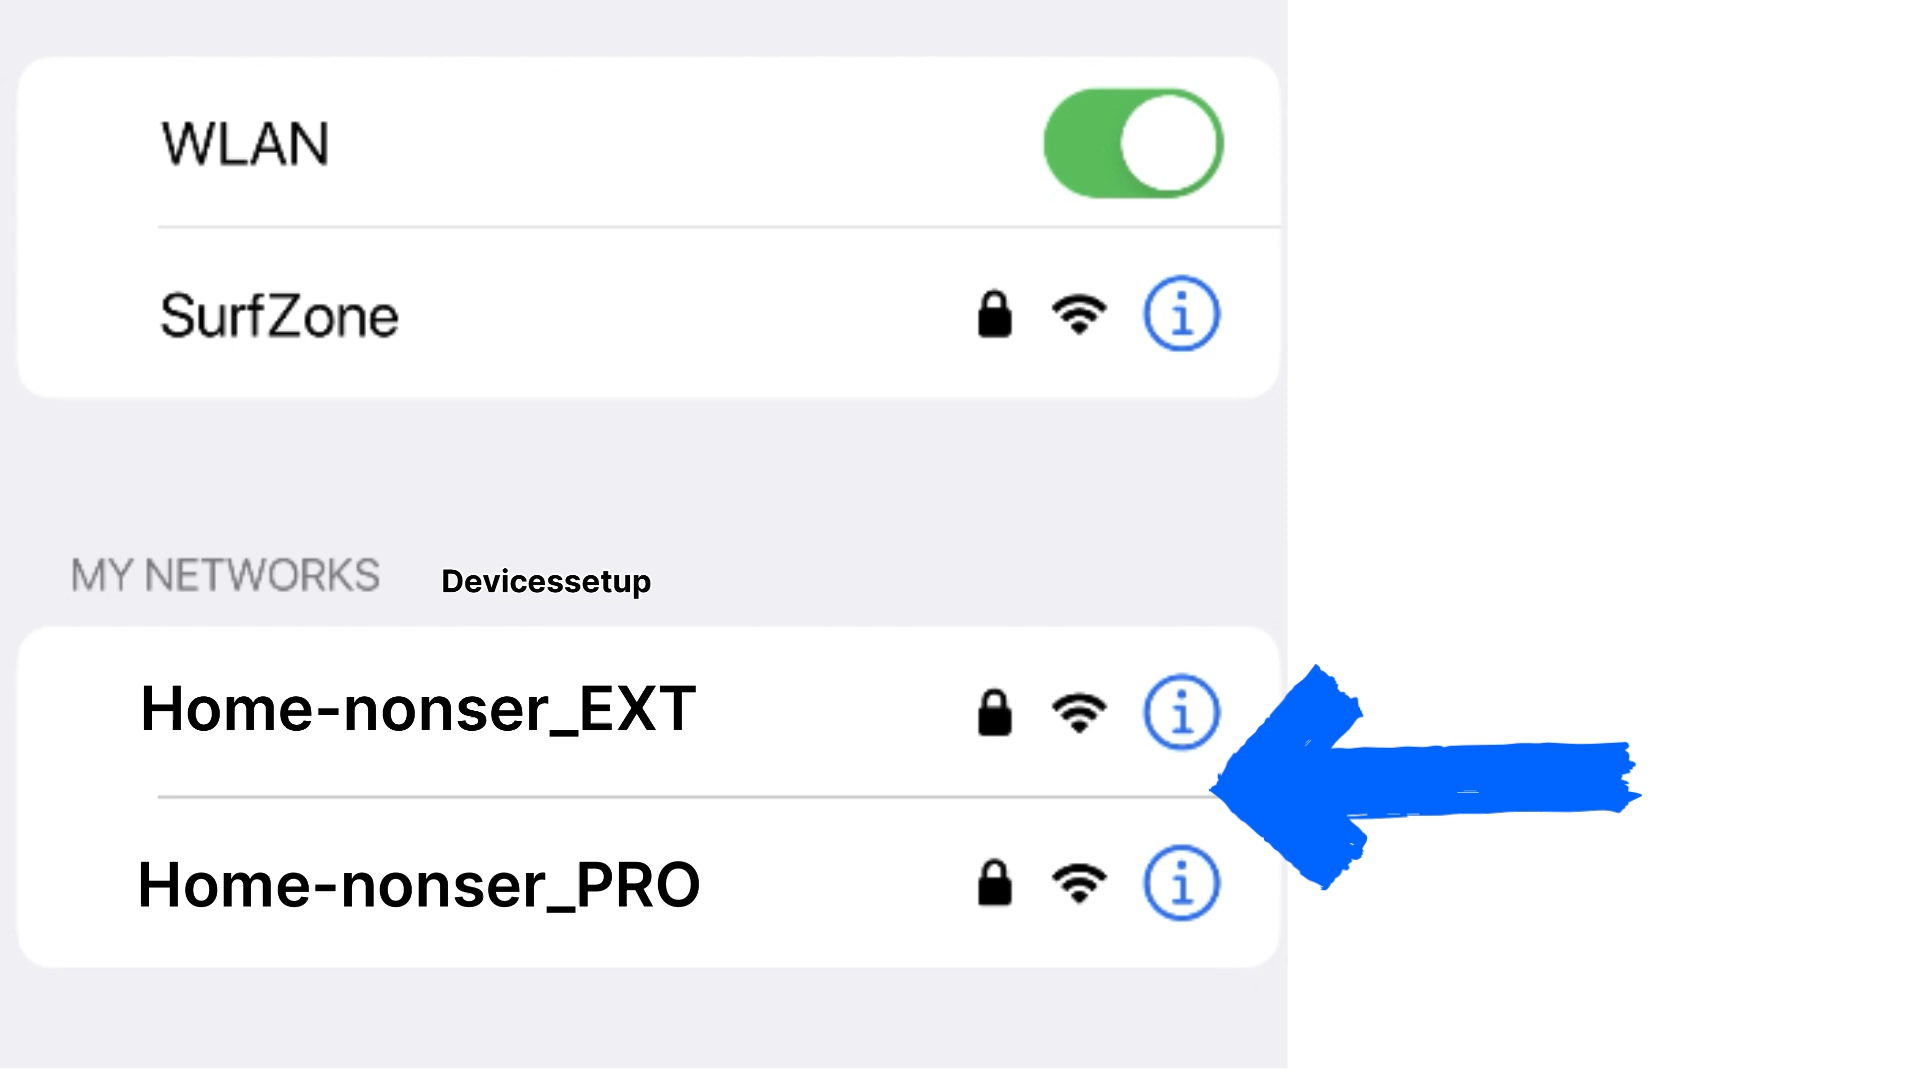 WLAN
SurfZone
MY NETWORKS Devicessetup
Home-nonser_EXT
Home-nonser_PRO